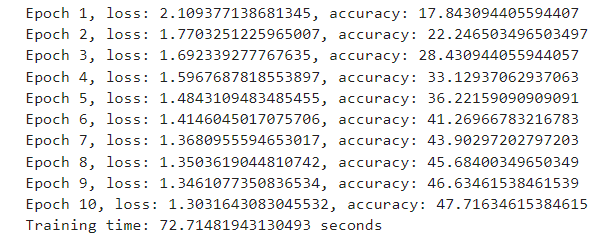 Epoch 1, loss: 2.109377138681345, accuracy: 17.843094405594407
Epoch 2, loss: 1.7703251225965007, accuracy: 22.246503496503497
Epoch 3, loss: 1.692339277767635, accuracy: 28.430944055944057
Epoch 4, loss: 1.5967687818553897, accuracy: 33.12937062937063
Epoch 5, loss: 1.4843109483485455, accuracy: 36.22159090909091
Epoch 6, loss: 1.4146045017075706, accuracy: 41.26966783216783
Epoch 7, loss: 1.3680955594653017, accuracy: 43.90297202797203
Epoch 8, loss: 1.3503619044810742, accuracy: 45.68400349650349
Epoch 9, loss: 1.3461077350836534, accuracy: 46.63461538461539
Epoch 10, loss: 1.3031643083045532, accuracy: 47.71634615384615
Training time: 72.71481943130493 seconds